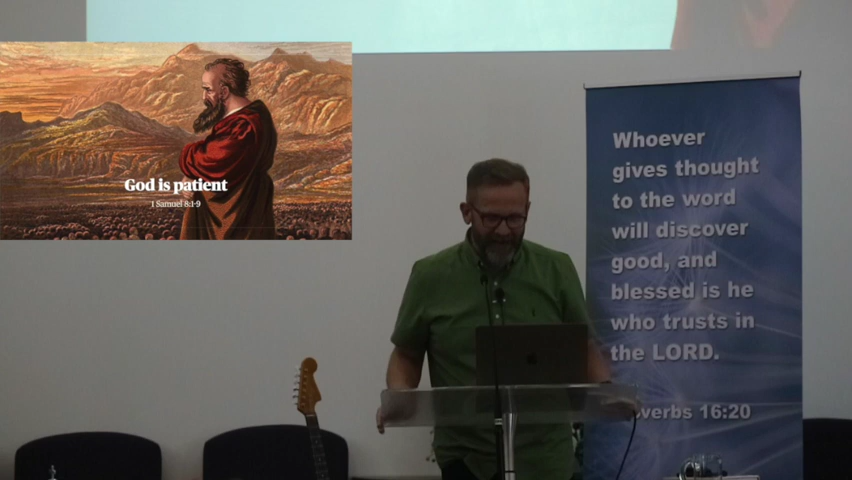 God is patient
1 Samuel 8:1-9
Whoever
gives thought
to the word
will discover
good, and
blessed is he
who trusts in
the LORD.
verbs 16:20